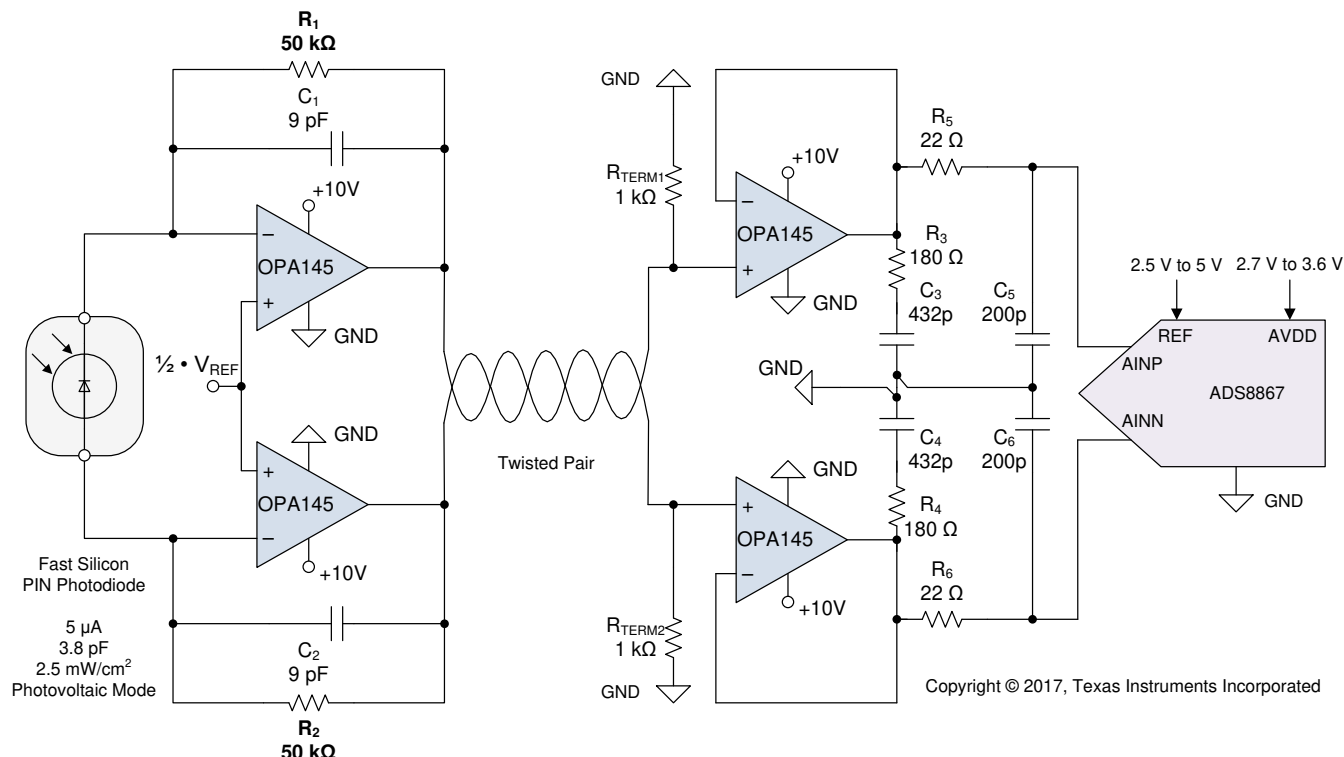 R1
50 kΩ
C1
9 pF
+10V
−
OPA145
+
GND
½ • VREF
GND
+
OPA145
−
+10V
C2
9 pF
R2
50 kΩ
Fast Silicon
PIN Photodiode
5 µA
3.8 pF
2.5 mW/cm2
Photovoltaic Mode
Twisted Pair
GND
RTERM1
1 kΩ
+10V
−
OPA145
+
GND
R5
22 Ω
R3
180 Ω
C3
432p
C5
200p
GND
C4
432p
C6
200p
GND
+
OPA145
−
+10V
R4
180 Ω
R6
22 Ω
RTERM2
1 kΩ
GND
2.5 V to 5 V
2.7 V to 3.6 V
REF
AVDD
AINP
ADS8867
AINN
GND
Copyright © 2017, Texas Instruments Incorporated